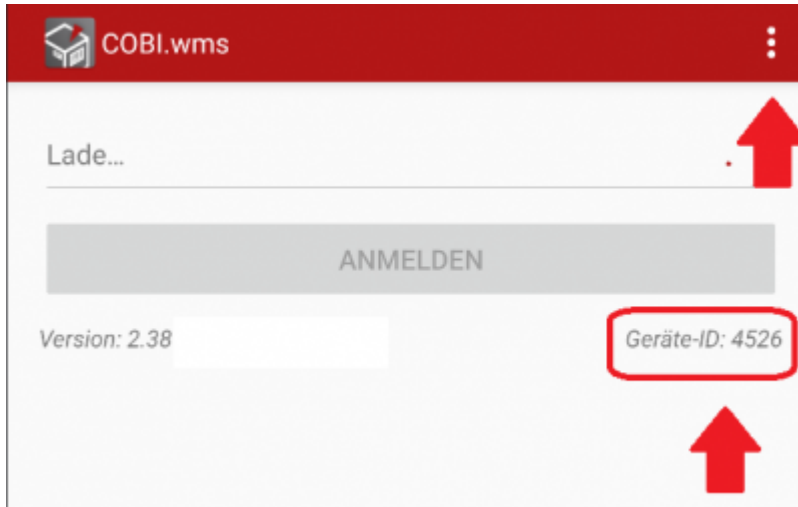 COBI.wms
Lade...
ANMELDEN
Version: 2.38
Geräte-ID: 4526